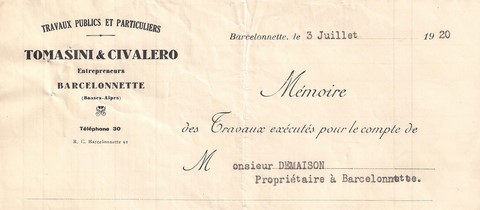 TRAVAUX PUBLICS ET PARTICULIERS
TOMASINI & CIVALERO
Entrepreneurs
BARCELONNETTE
(Basses-Alpes)
Téléphone 30
R. C. Barcelonnette
Barcelonnette, le 3 Juillet 1920
Mémoire
des Travaux exécutés pour le compte de
Monsieur DEMAISON
Propriétaire à Barcelonnette.